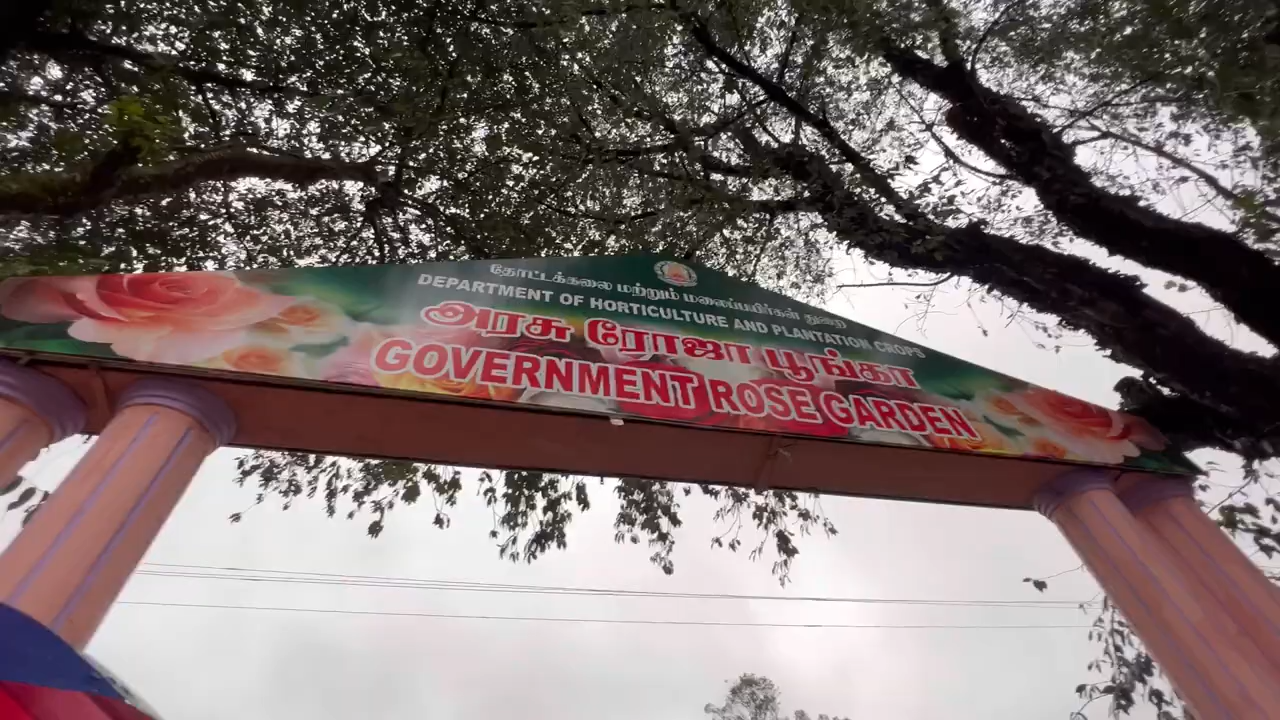 தோட்டக்கலை மற்றும் மலைப்பயிர்கள் துறை
DEPARTMENT OF HORTICULTURE AND PLANTATION CROPS
அரசு ரோஜா பூங்கா
GOVERNMENT ROSE GARDEN